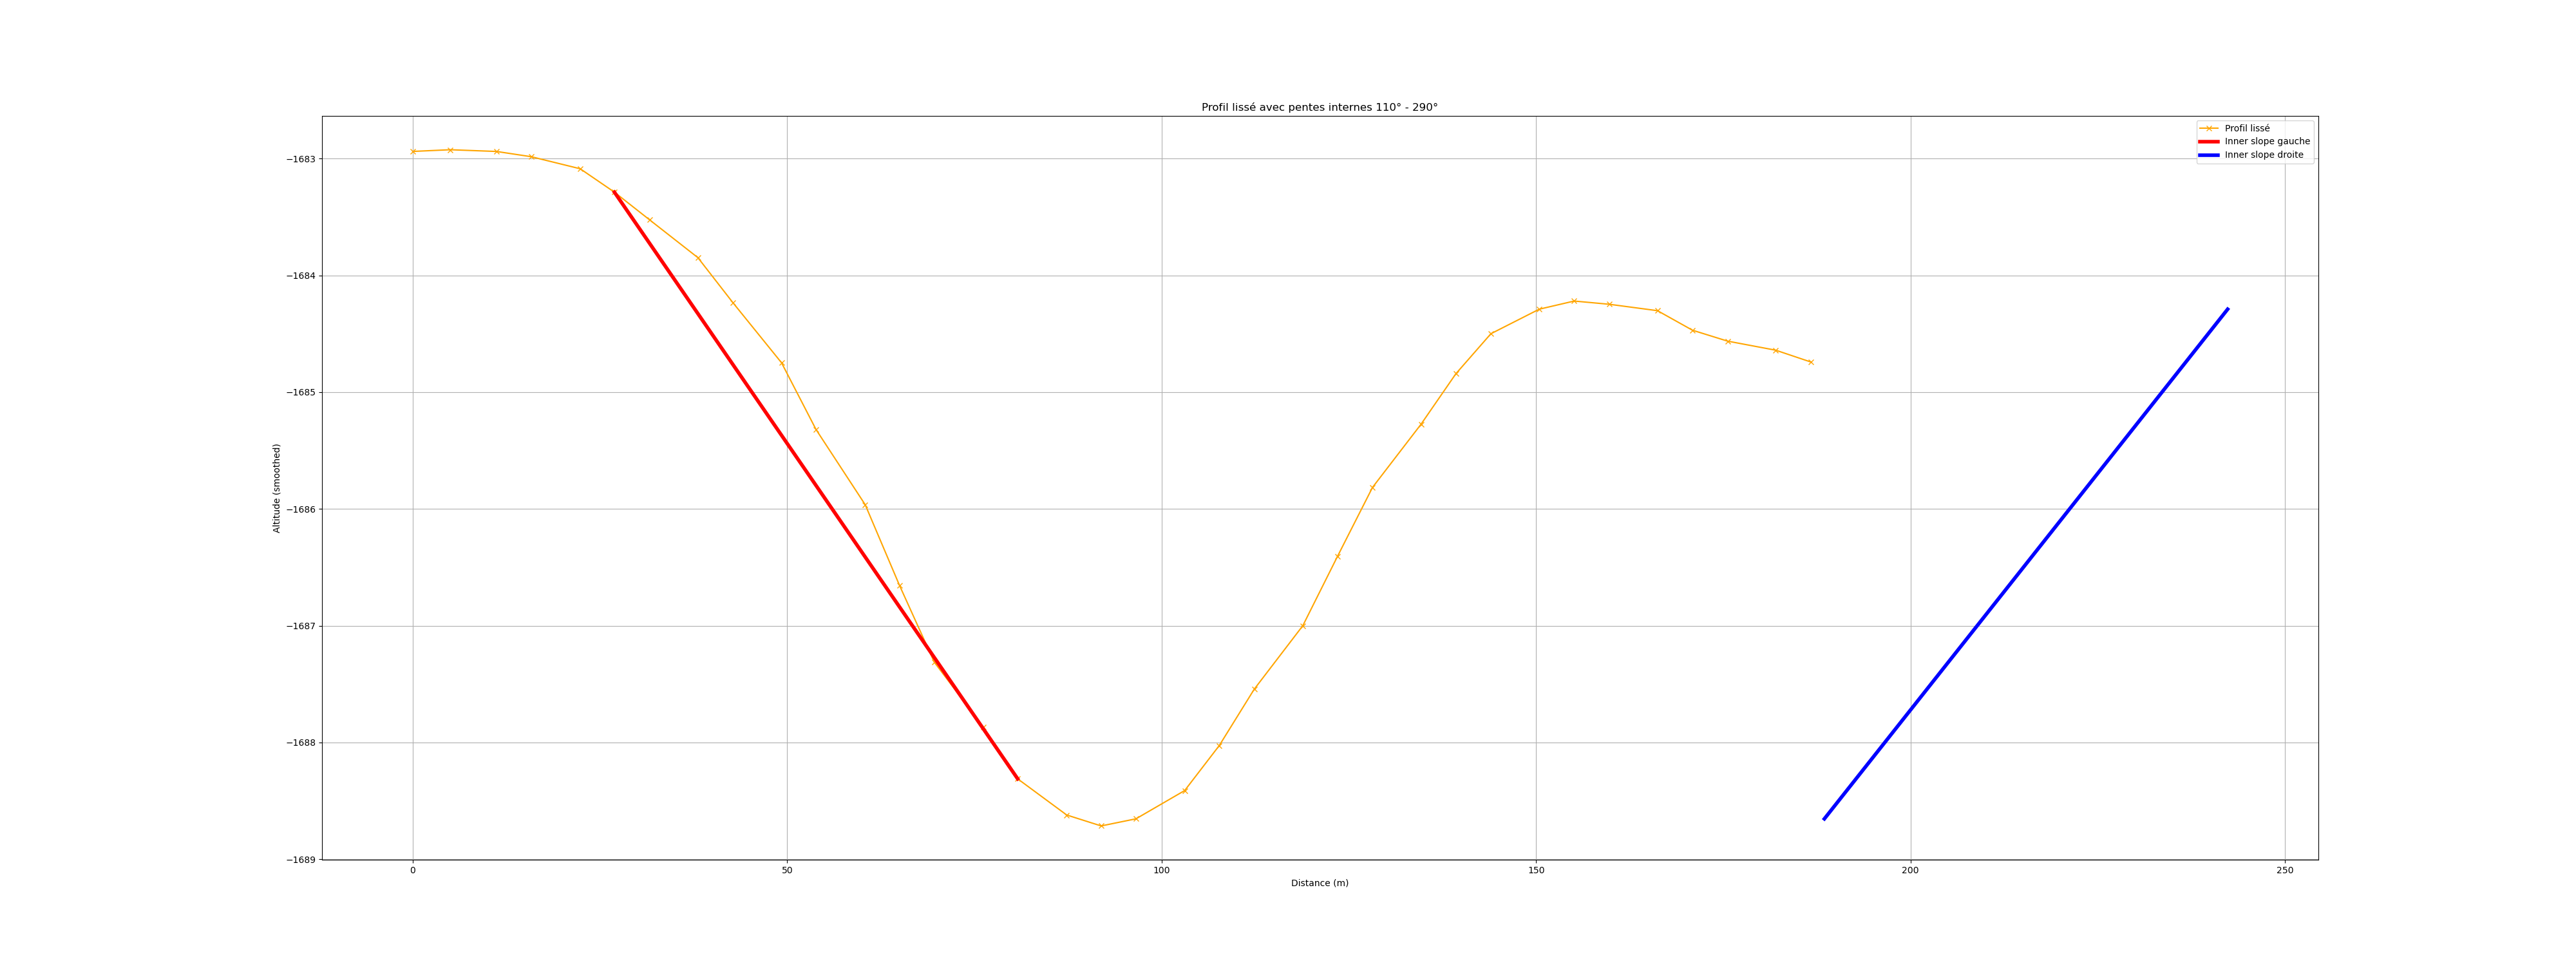 Profil lissé avec pentes internes 110° - 290°
Profil lissé
Inner slope gauche
Inner slope droite
−1683
−1684
−1685
−1686
−1687
−1688
−1689
Altitude (smoothed)
0 50 100 150 200 250
Distance (m)